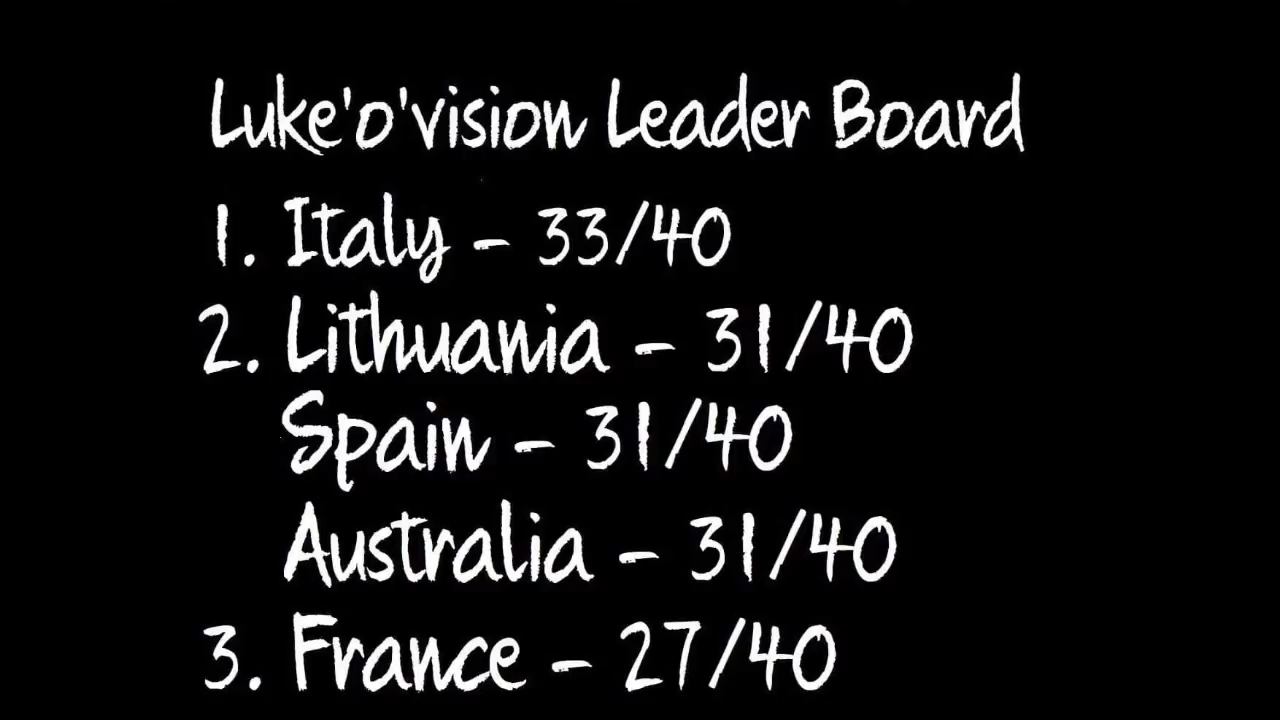 Luke'o'vision Leader Board
1. Italy - 33/40
2. Lithuania - 31/40
Spain - 31/40
Australia - 31/40
3. France - 27/40